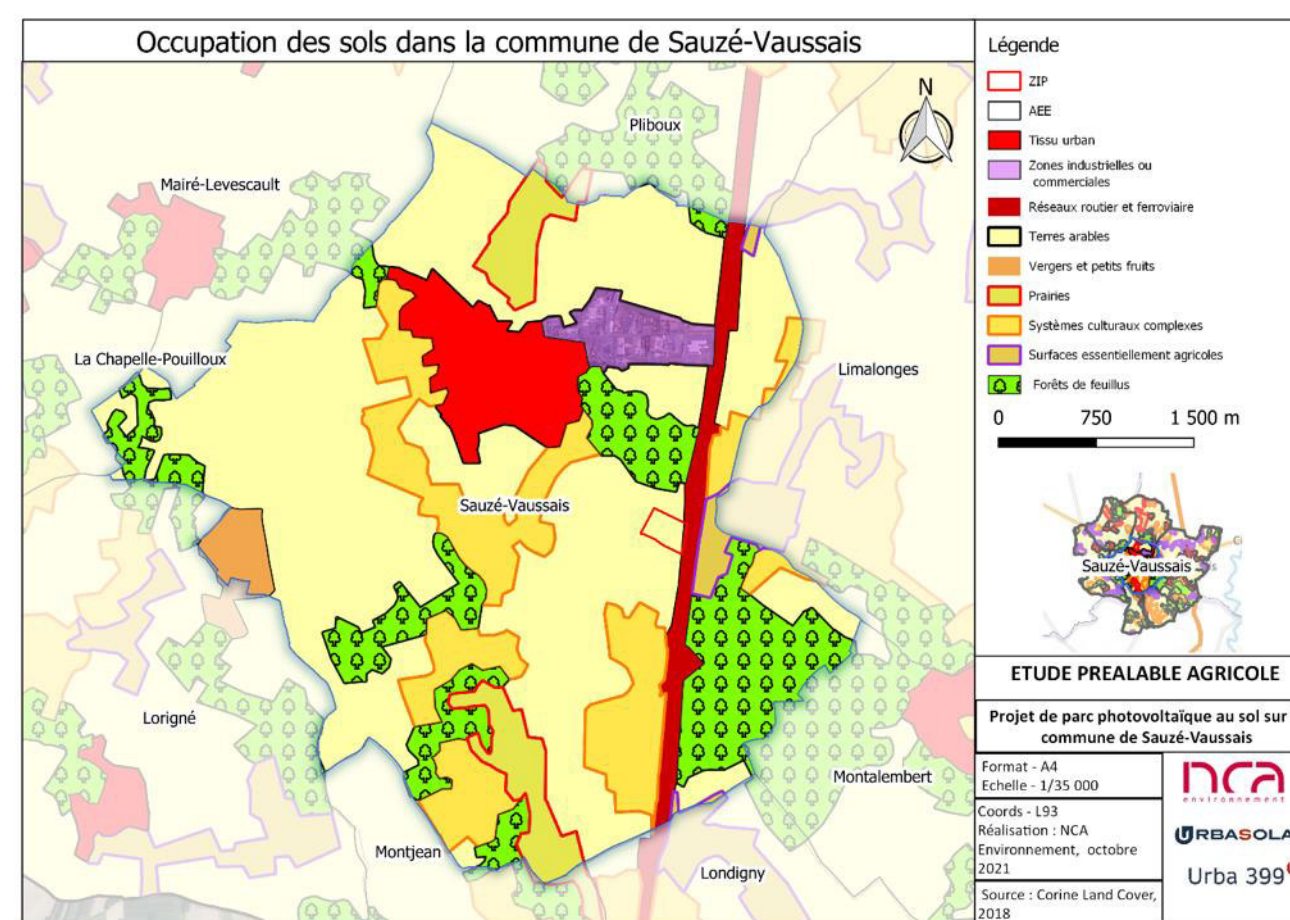 Occupation des sols dans la commune de Sauzé-Vaussais
N
Pliboux
Mairé-Levescault
La Chapelle-Pouilloux
Limalonges
Sauzé-Vaussais
Lorigné
Montalembert
Montjean
Londigny
Légende
ZIP
AEE
Tissu urban
Zones industrielles ou
commerciales
Réseaux routier et ferroviaire
Terres arables
Vergers et petits fruits
Prairies
Systèmes culturaux complexes
Surfaces essentiellement agricoles
Forêts de feuillus
0 750 1 500 m
Sauzé-Vaussais
ETUDE PREALABLE AGRICOLE
Projet de parc photovoltaïque au sol sur
commune de Sauzé-Vaussais
Format - A4
Echelle - 1/35 000
Coords - L93
Réalisation : NCA
Environnement, octobre
2021
Source : Corine Land Cover,
2018
nca
environnement
URBASOLA
Urba 399